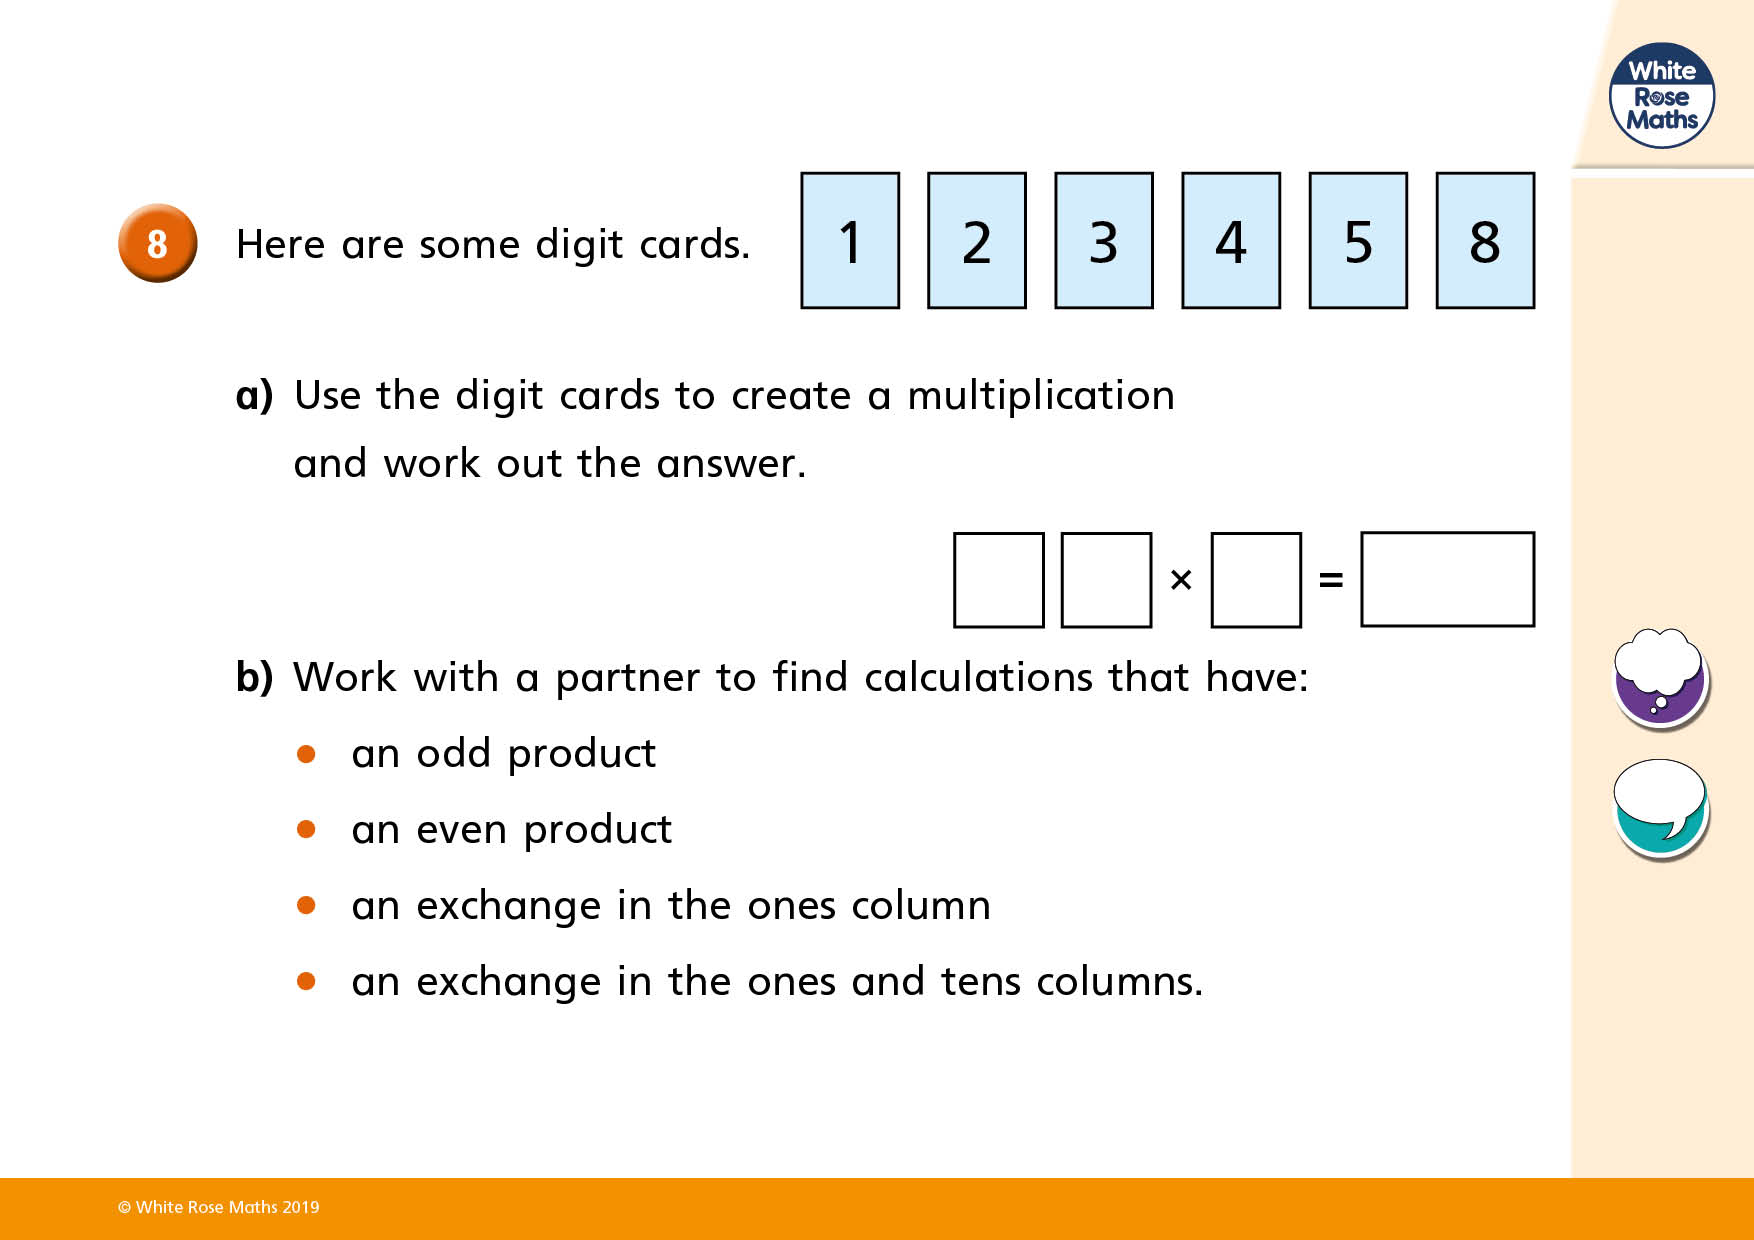 White
Rose
Maths
8 Here are some digit cards. 1 2 3 4 5 8
a) Use the digit cards to create a multiplication
and work out the answer.
× =
b) Work with a partner to find calculations that have:
• an odd product
• an even product
• an exchange in the ones column
• an exchange in the ones and tens columns.
© White Rose Maths 2019